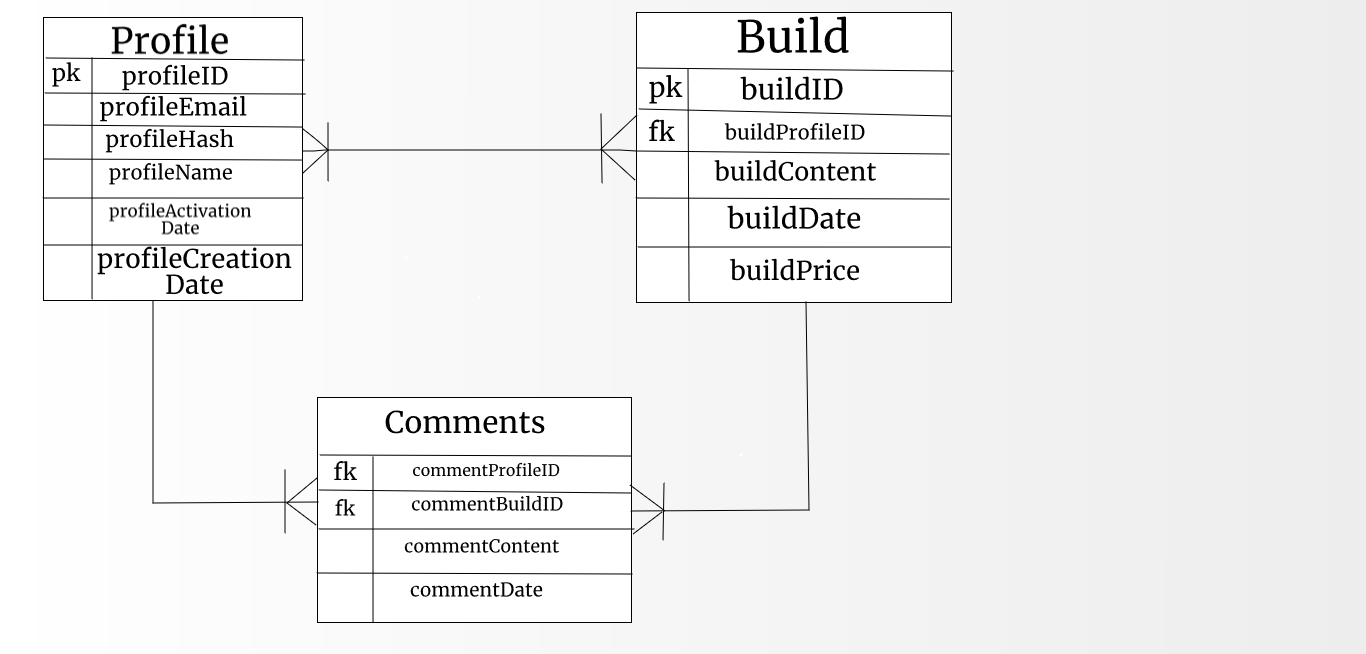 Profile
pk profileID
profileEmail
profileHash
profileName
profileActivation
Date
profileCreation
Date
Build
pk buildID
fk buildProfileID
buildContent
buildDate
buildPrice
Comments
fk commentProfileID
fk commentBuildID
commentContent
commentDate